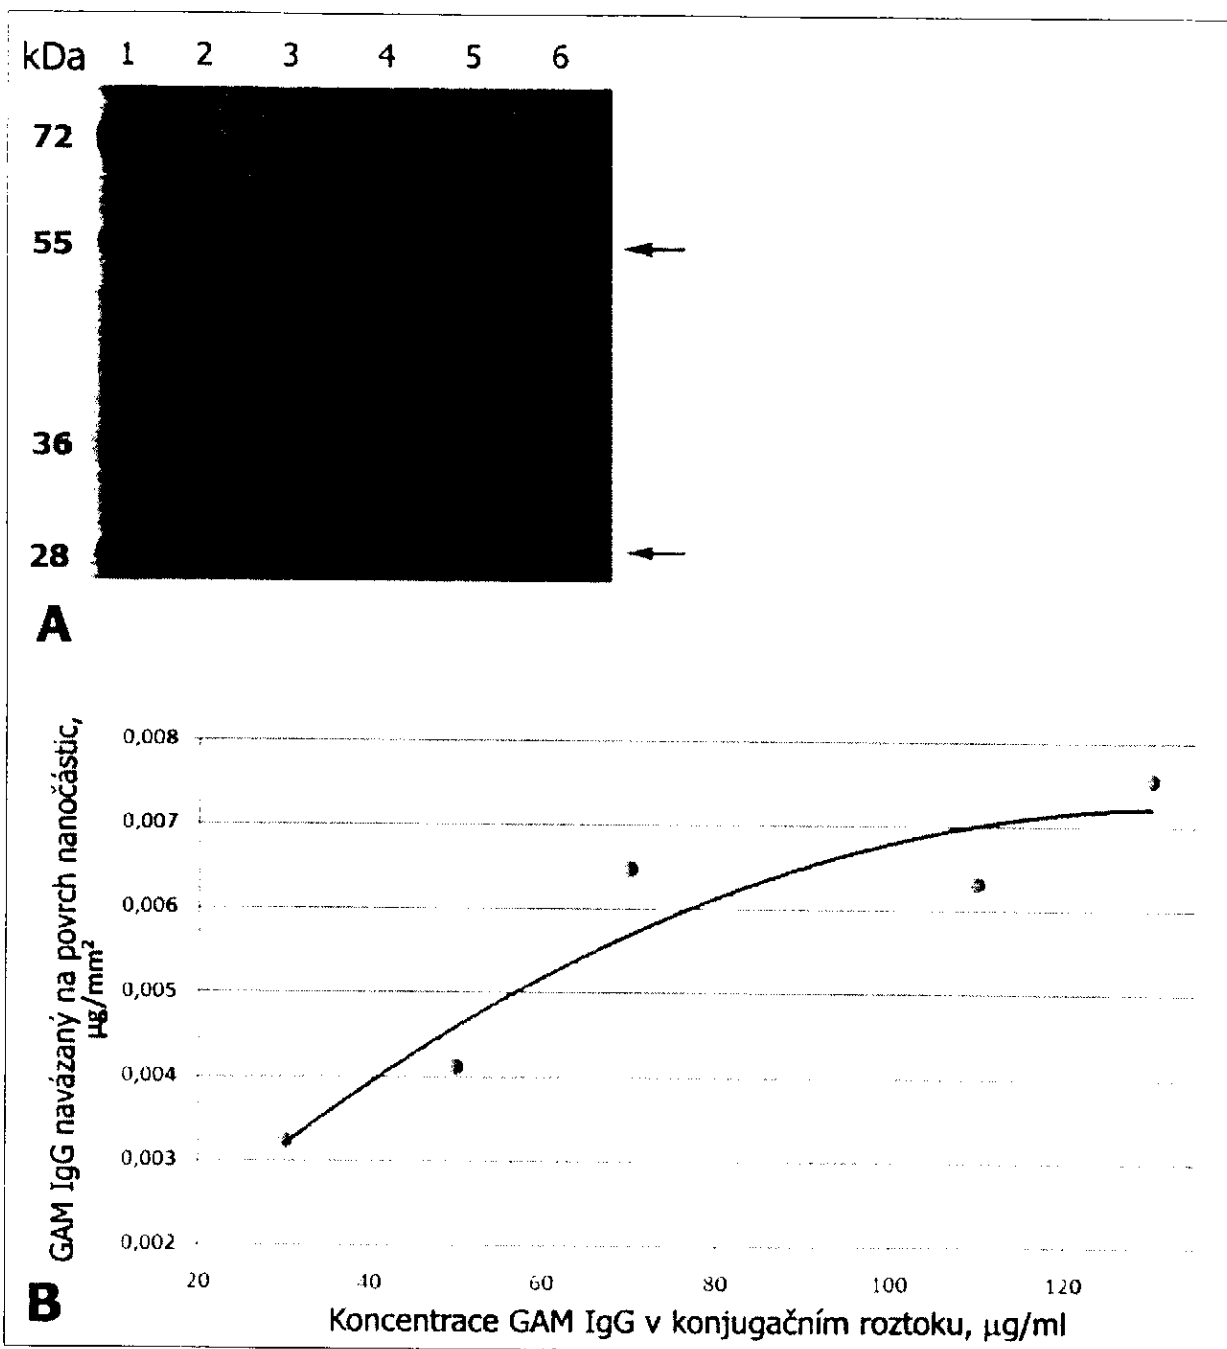 kDa 1 2 3 4 5 6
72
55
36
28
A
GAM IgG navázaný na povrch nanočástic,
µg/mm²
0,008
0,007
0,006
0,005
0,004
0,003
0,002
20 40 60 80 100 120
B
Koncentrace GAM IgG v konjugačním roztoku, µg/ml